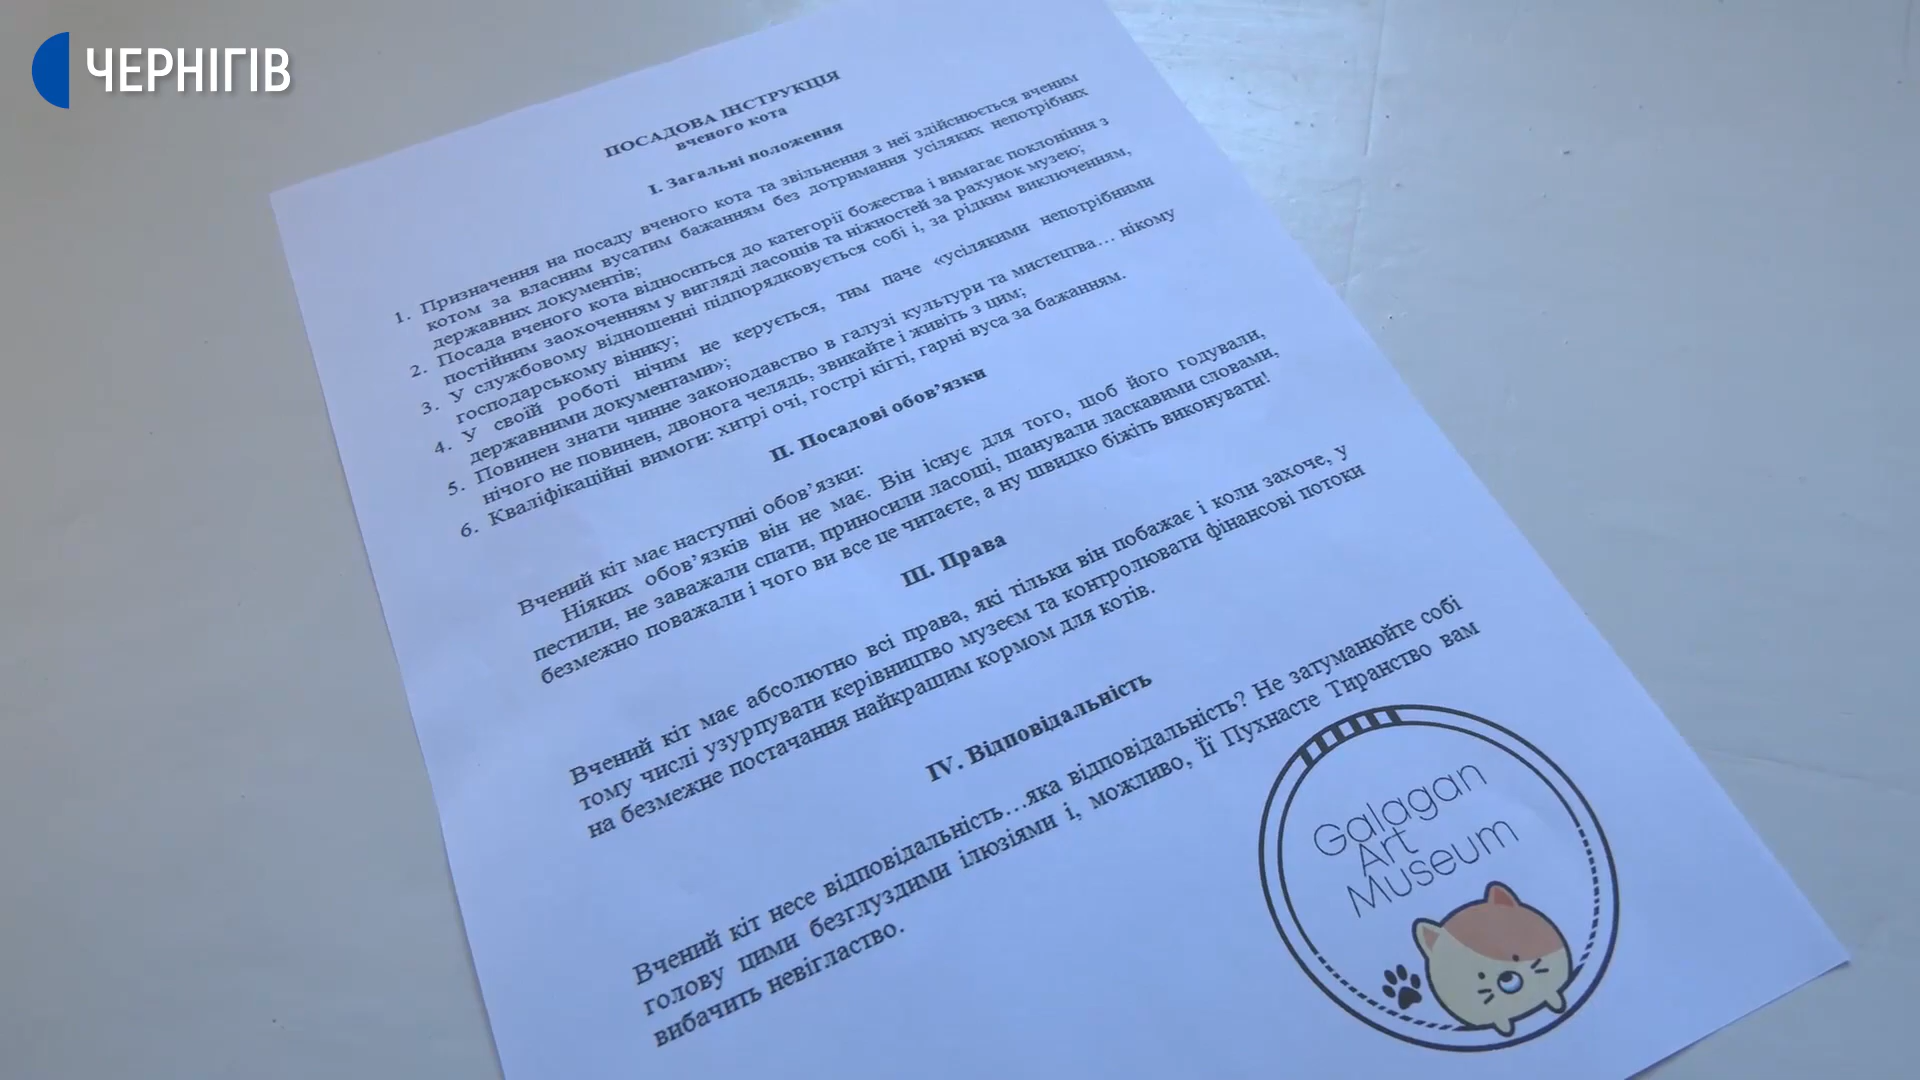 ЧЕРНІГІВ
ПОСАДОВА ІНСТРУКЦІЯ
вченого кота
І. Загальні положення
1. Призначення на посаду вченого кота та звільнення з неї здійснюється вченим
котом за власним вусатим бажанням без дотримання усіляких непотрібних
державних документів;
2. Посада вченого кота відноситься до категорії божества і вимагає поклоніння з
постійним заохоченням у вигляді ласощів та ніжностей за рахунок музею;
3. У службовому відношенні підпорядковується собі і, за рідким виключенням,
господарському вінику;
4. У своїй роботі нічим не керується, тим паче «усілякими непотрібними
державними документами»;
5. Повинен знати чинне законодавство в галузі культури та мистецтва… нікому
нічого не повинен, двонога челядь, звикайте і живіть з цим;
6. Кваліфікаційні вимоги: хитрі очі, гострі кігті, гарні вуса за бажанням.
ІІ. Посадові обов’язки
Вчений кіт має наступні обов’язки:
Ніяких обов’язків він не має. Він існує для того, щоб його годували,
пестили, не заважали спати, приносили ласощі, шанували ласкавими словами,
безмежно поважали і чого ви все це читаєте, а ну швидко біжіть виконувати!
ІІІ. Права
Вчений кіт має абсолютно всі права, які тільки він побажає і коли захоче, у
тому числі узурпувати керівництво музеєм та контролювати фінансові потоки
на безмежне постачання найкращим кормом для котів.
IV. Відповідальність
Вчений кіт несе відповідальність…яка відповідальність? Не затуманюйте собі
голову цими безглуздими ілюзіями і, можливо, Її Пухнасте Тиранство вам
вибачить невігластво.
Galagan
Art
Museum